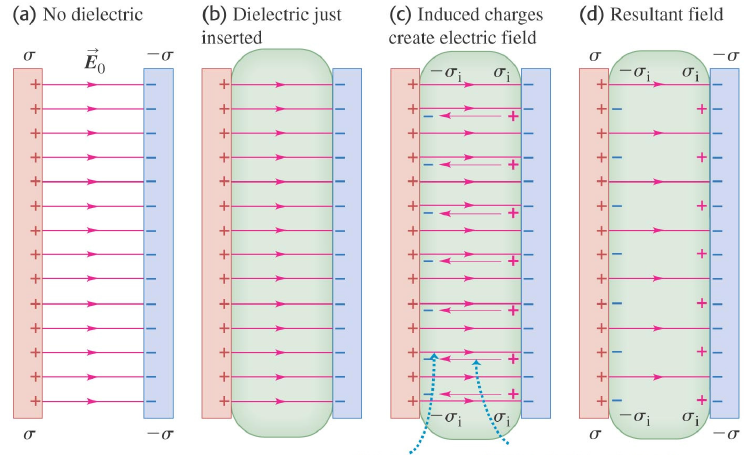 (a) No dielectric
σ
−σ
E⃗₀
σ
−σ
(b) Dielectric just
inserted
(c) Induced charges
create electric field
−σᵢ
σᵢ
−σᵢ
σᵢ
(d) Resultant field
σ
−σ
−σᵢ
σᵢ
σ
−σᵢ
σᵢ
−σ